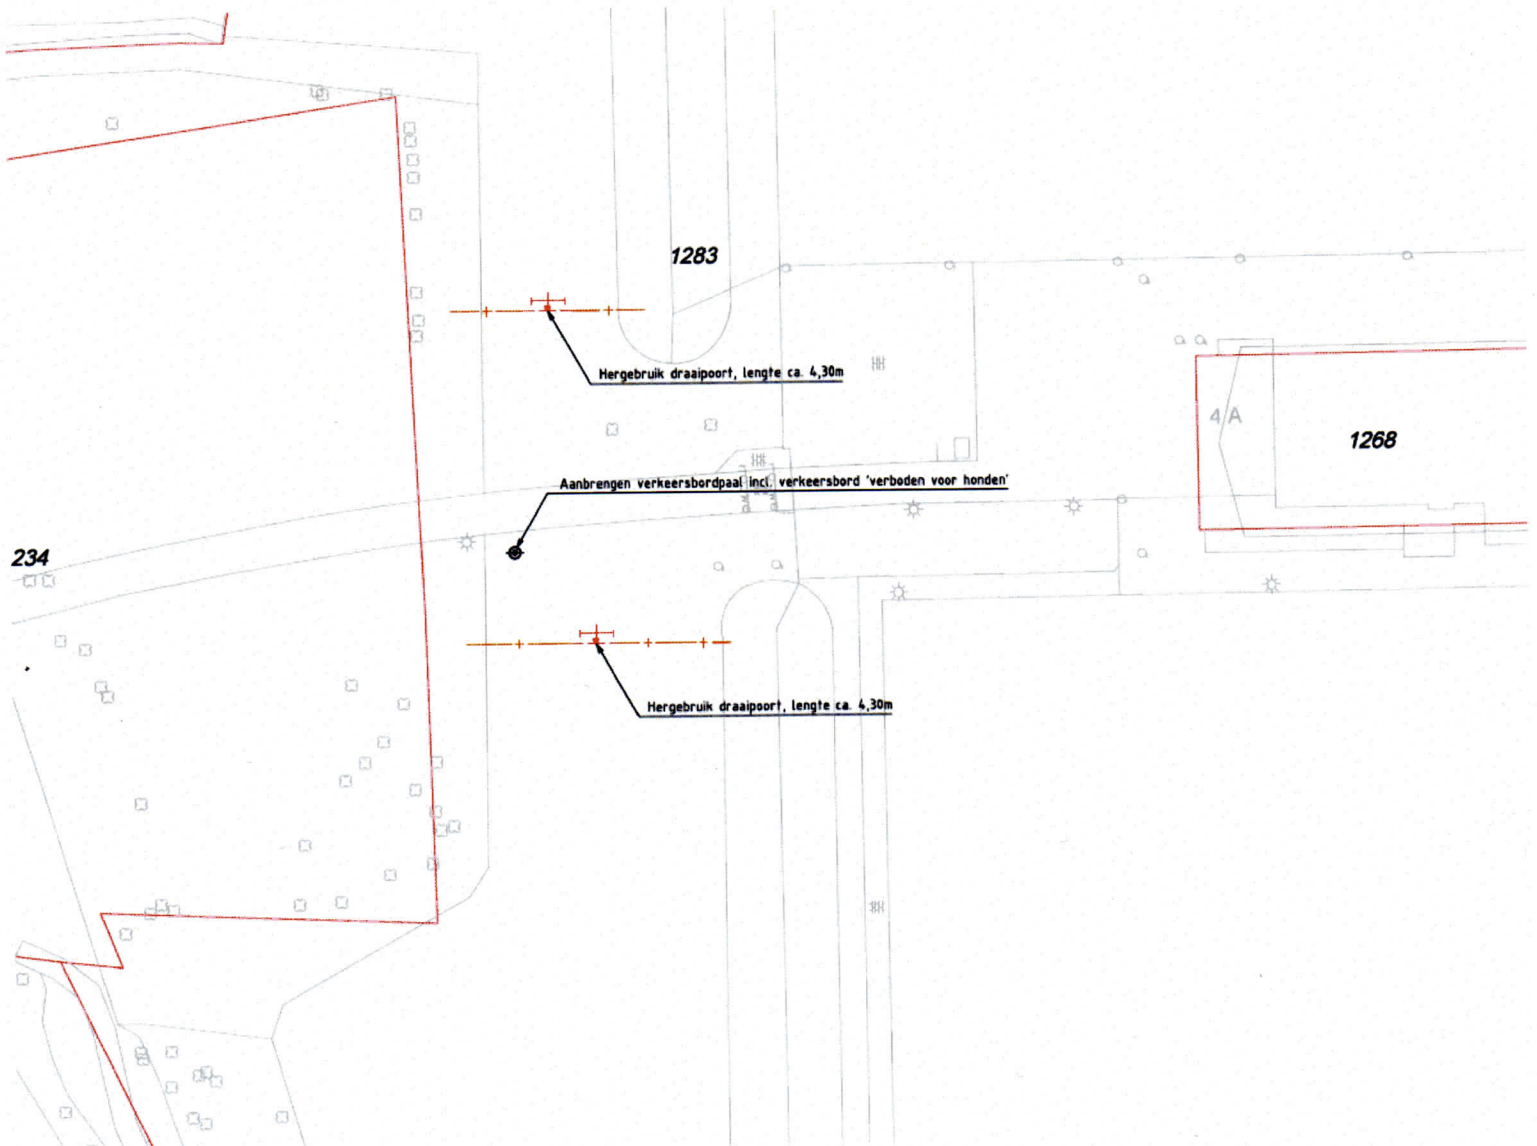 1283
Hergebruik draaipoort, lengte ca. 4,30m
4 A
1268
Aanbrengen verkeersbordpaal incl. verkeersbord 'verboden voor honden'
234
Hergebruik draaipoort, lengte ca. 4,30m